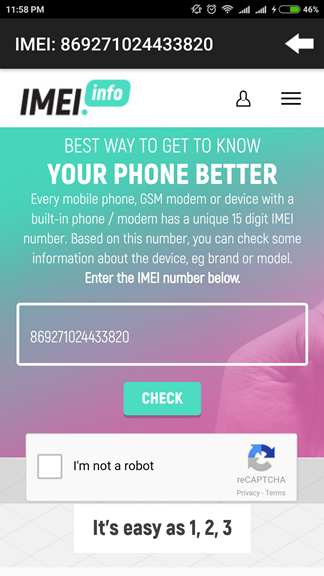 11:58 PM
46%
IMEI: 869271024433820
IMEI.info
BEST WAY TO GET TO KNOW
YOUR PHONE BETTER
Every mobile phone, GSM modem or device with a
built-in phone / modem has a unique 15 digit IMEI
number. Based on this number, you can check some
information about the device, eg brand or model.
Enter the IMEI number below.
869271024433820
CHECK
I'm not a robot
reCAPTCHA
Privacy - Terms
It's easy as 1, 2, 3